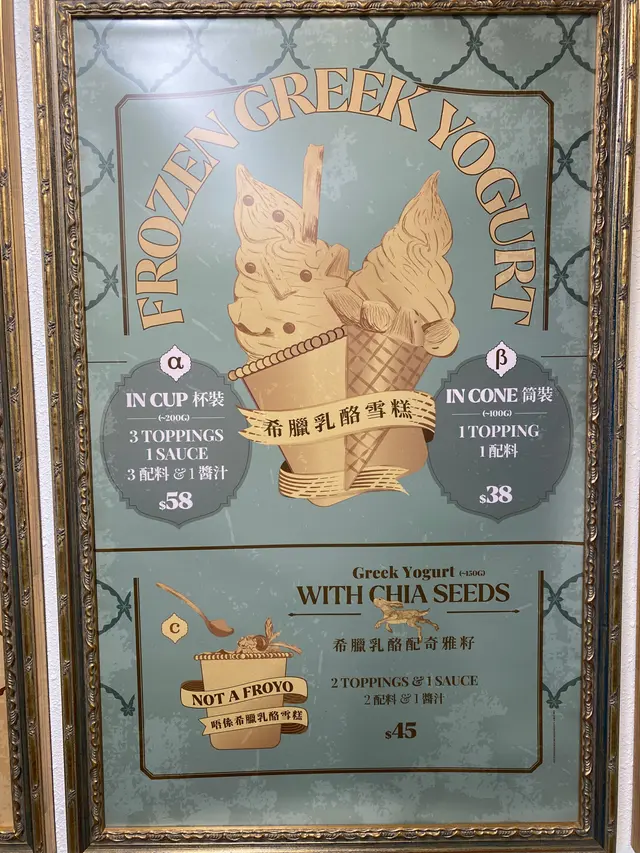 FROZEN GREEK YOGURT
α
IN CUP 杯裝
(~200G)
3 TOPPINGS
1 SAUCE
3 配料 & 1 醬汁
$58
希臘乳酪雪糕
β
IN CONE 筒裝
(~100G)
1 TOPPING
1 配料
$38
C
NOT A FROYO
唔係希臘乳酪雪糕
Greek Yogurt (~150G)
WITH CHIA SEEDS
希臘乳酪配奇雅籽
2 TOPPINGS & 1 SAUCE
2 配料 & 1 醬汁
$45